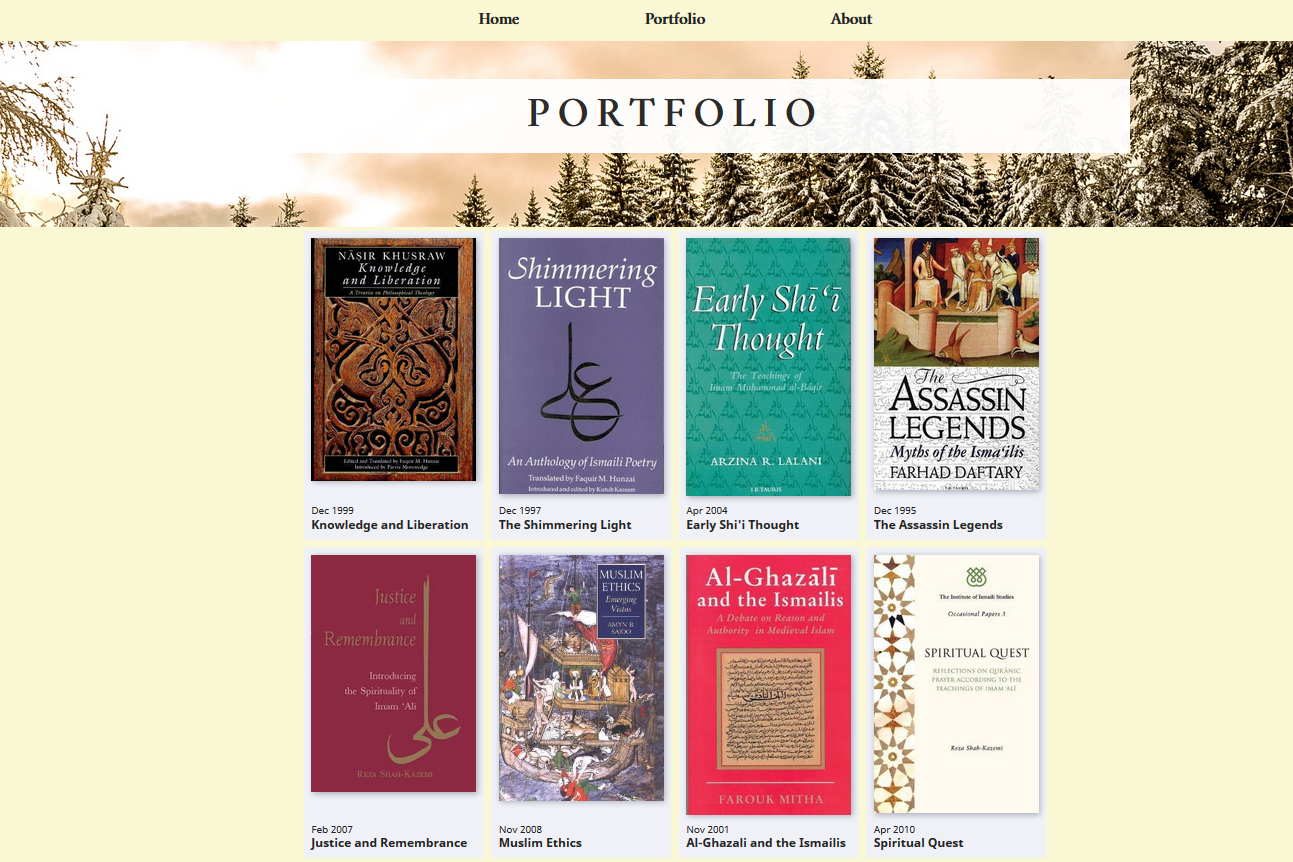 Home Portfolio About
PORTFOLIO
NĀṢIR KHUSRAW
Knowledge
and Liberation
A Treatise on Philosophical Theology
Edited and Translated by Faquir M. Hunzai
Introduced by Parviz Morewedge
Dec 1999
Knowledge and Liberation
Shimmering
LIGHT
علي
An Anthology of Ismaili Poetry
Translated by Faquir M. Hunzai
Introduced and edited by Kutub Kassam
Dec 1997
The Shimmering Light
Early Shīʿī
Thought
The Teachings of
Imam Muḥammad al-Bāqir
ARZINA R. LALANI
I.B.TAURIS
Apr 2004
Early Shi'i Thought
The
ASSASSIN
LEGENDS
Myths of the Ismaʿilis
FARHAD DAFTARY
Dec 1995
The Assassin Legends
Justice
and
Remembrance
Introducing
the Spirituality of
Imam ‘Alī
علي
REZA SHAH-KAZEMI
Feb 2007
Justice and Remembrance
MUSLIM
ETHICS
Emerging
Vistas
AMYN B.
SAJOO
Nov 2008
Muslim Ethics
Al-Ghazālī
and the Ismailis
A Debate on Reason and
Authority in Medieval Islam
FAROUK MITHA
Nov 2001
Al-Ghazali and the Ismailis
The Institute of Ismaili Studies
Occasional Papers 3
SPIRITUAL QUEST
REFLECTIONS ON QURʾĀNIC
PRAYER ACCORDING TO THE
TEACHINGS OF IMAM ʿALĪ
Reza Shah-Kazemi
Apr 2010
Spiritual Quest